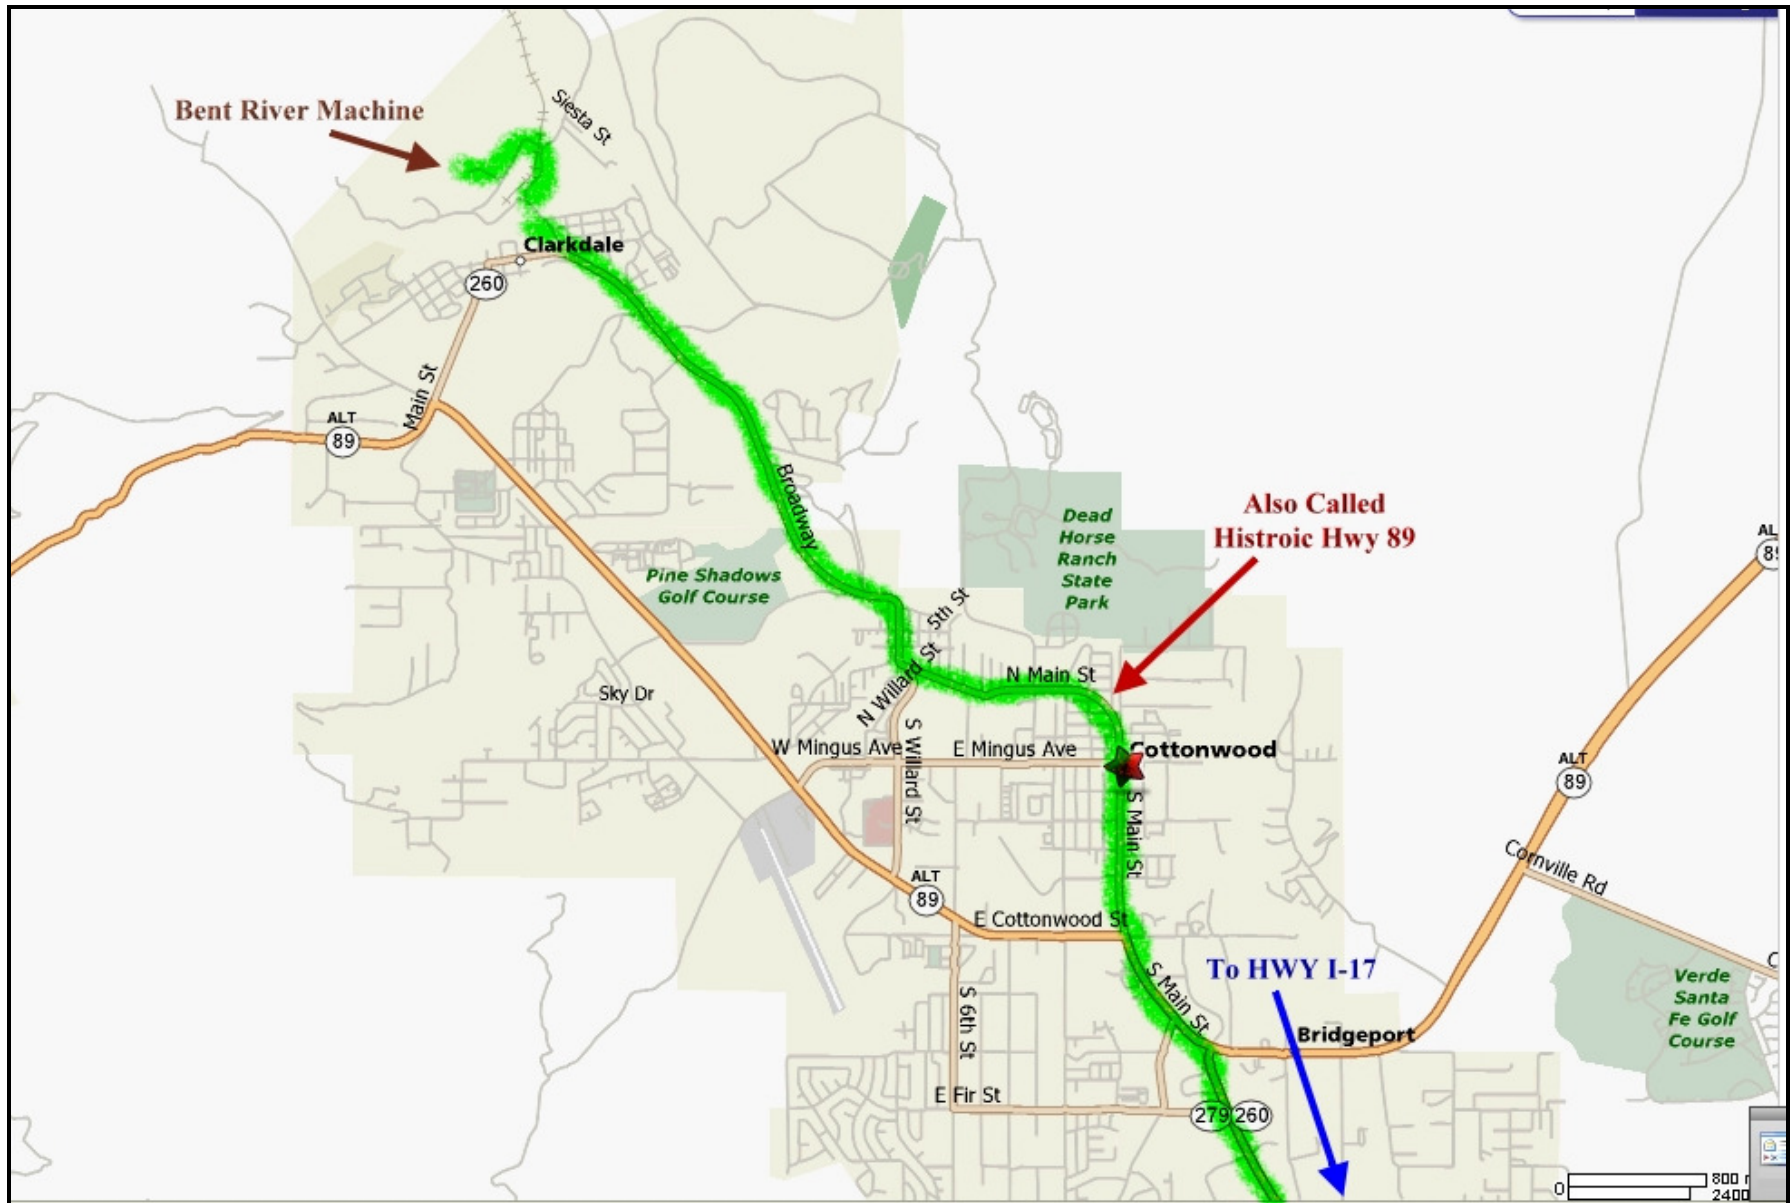 Siesta St
Bent River Machine
Clarkdale
260
Main St
ALT
89
Broadway
Also Called
Histroic Hwy 89
Dead
Horse
Ranch
State
Park
Pine Shadows
Golf Course
5th St
N Willard St
N Main St
Sky Dr
W Mingus Ave
E Mingus Ave
Cottonwood
S Willard St
S Main St
ALT
89
Cornville Rd
ALT
89
E Cottonwood St
To HWY I-17
S Main St
Bridgeport
Verde
Santa
Fe Golf
Course
S 6th St
E Fir St
279
260
0
800
2400